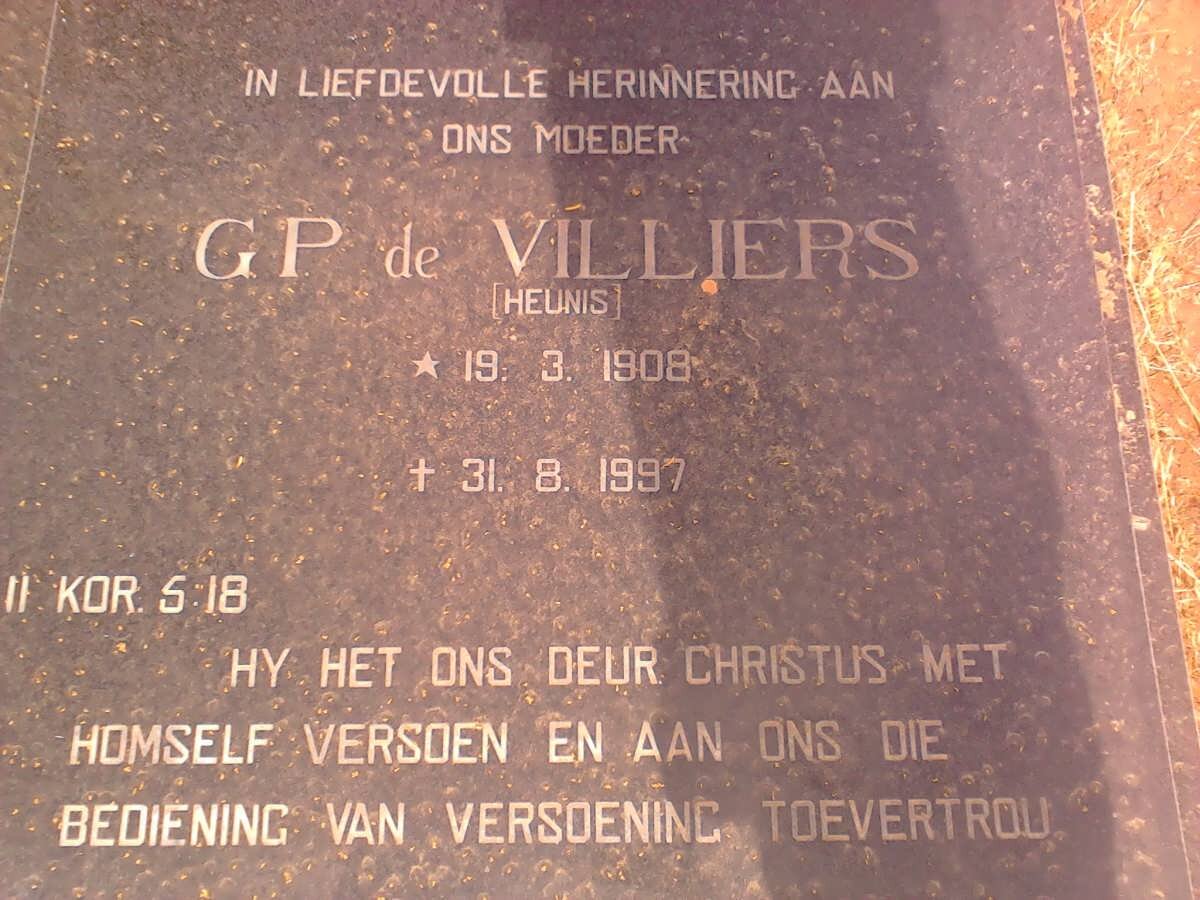 IN LIEFDEVOLLE HERINNERING AAN
ONS MOEDER
G.P. de VILLIERS
[HEUNIS]
★ 19. 3. 1908
✝ 31. 8. 1997
II KOR. 5:18
HY HET ONS DEUR CHRISTUS MET
HOMSELF VERSOEN EN AAN ONS DIE
BEDIENING VAN VERSOENING TOEVERTROU